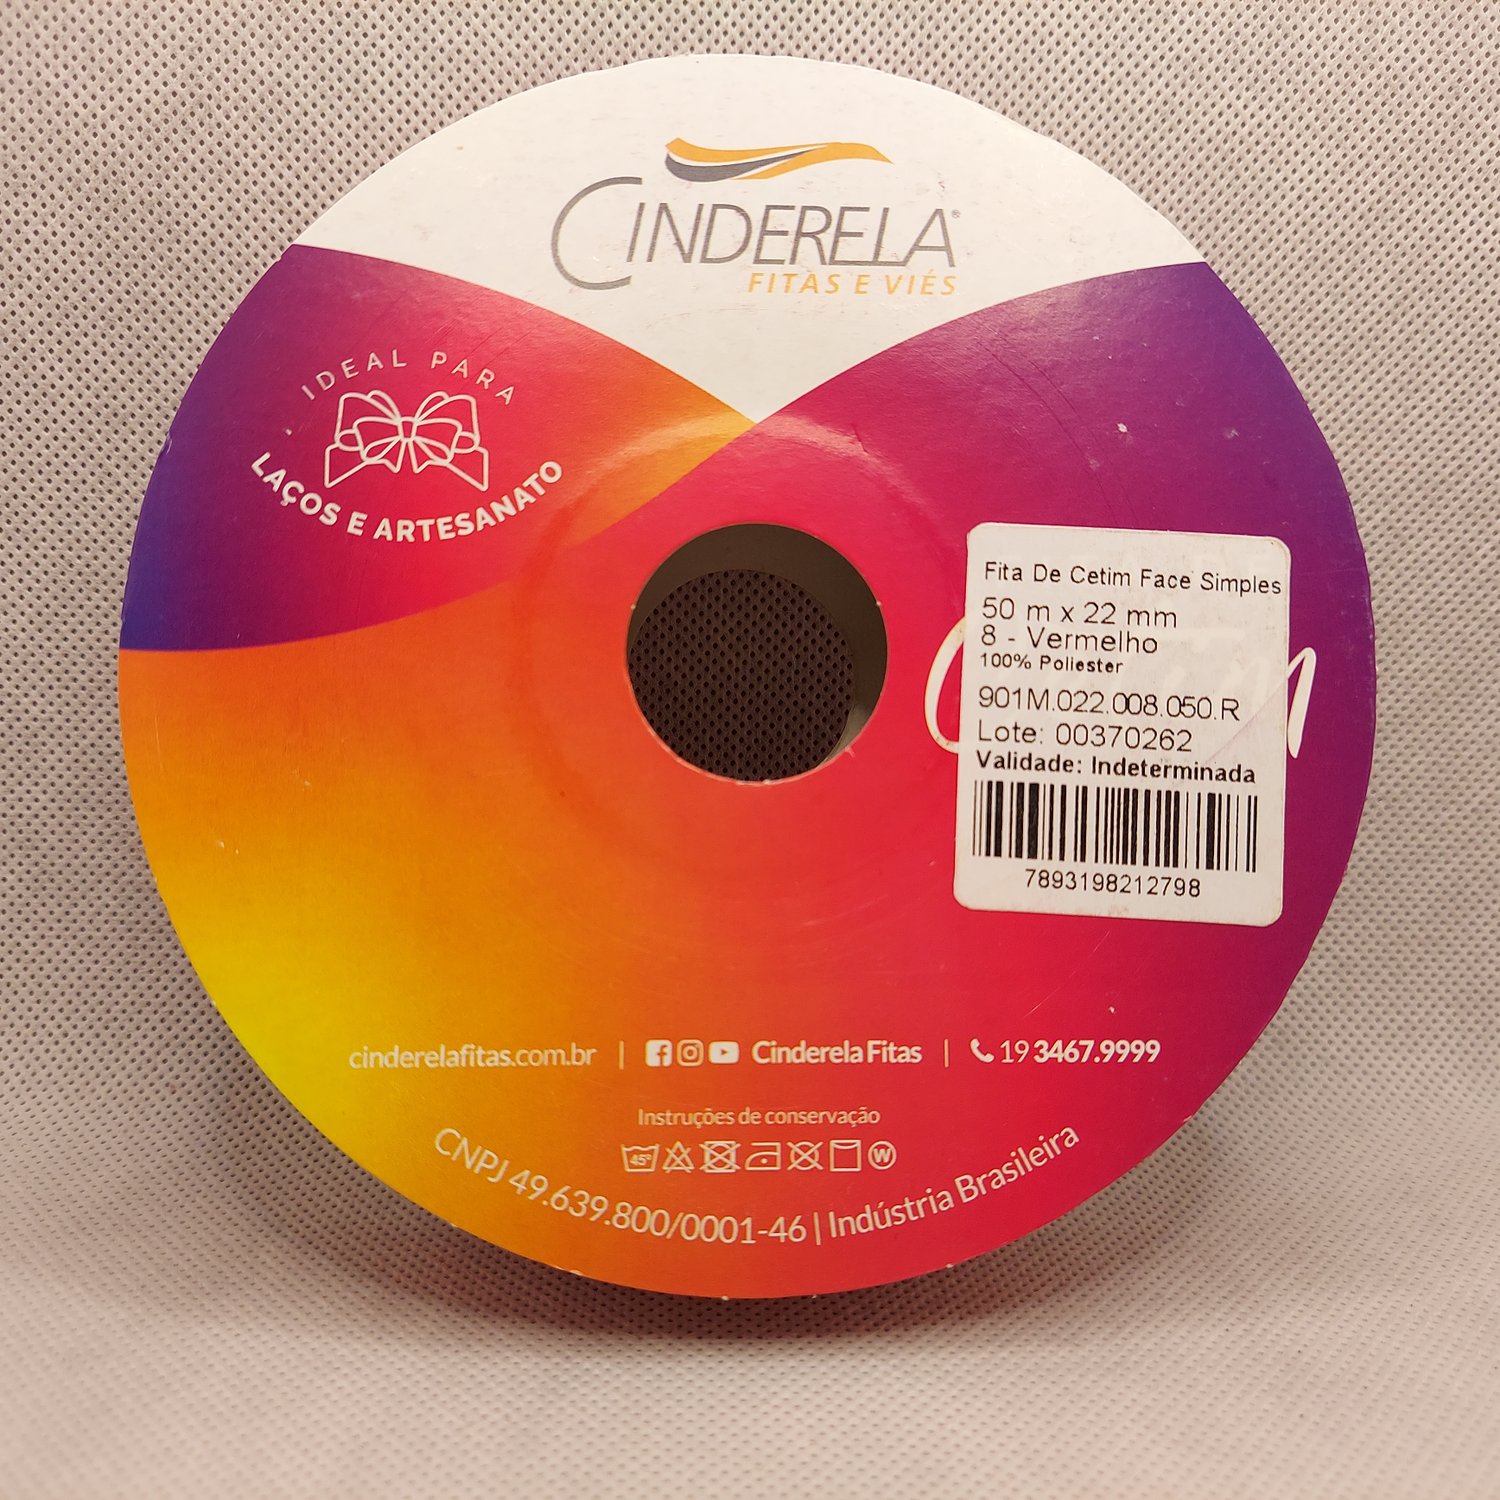 CINDERELA®
FITAS E VIÉS
IDEAL PARA
LAÇOS E ARTESANATO
Fita De Cetim Face Simples
50 m x 22 mm
8 - Vermelho
100% Poliester
901M.022.008.050.R
Lote: 00370262
Validade: Indeterminada
7893198212798
cinderelafitas.com.br | Cinderela Fitas | 19 3467.9999
Instruções de conservação
45° W
CNPJ 49.639.800/0001-46 | Indústria Brasileira